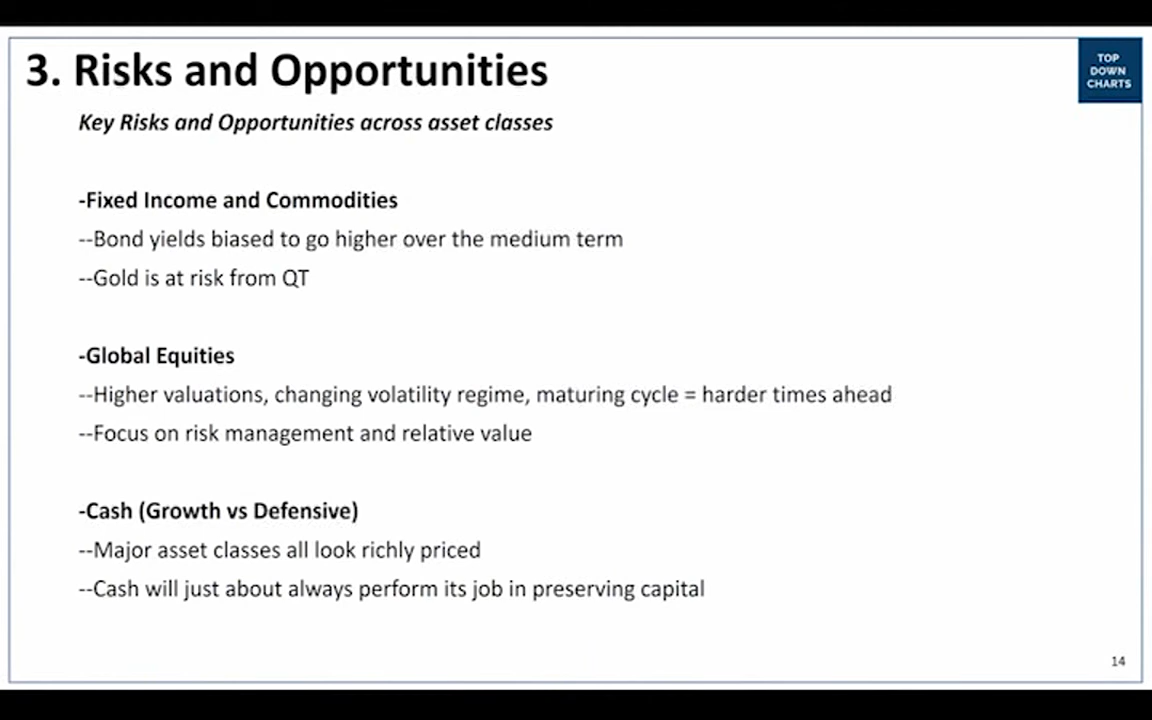 3. Risks and Opportunities
TOP
DOWN
CHARTS
Key Risks and Opportunities across asset classes
-Fixed Income and Commodities
--Bond yields biased to go higher over the medium term
--Gold is at risk from QT
-Global Equities
--Higher valuations, changing volatility regime, maturing cycle = harder times ahead
--Focus on risk management and relative value
-Cash (Growth vs Defensive)
--Major asset classes all look richly priced
--Cash will just about always perform its job in preserving capital
14